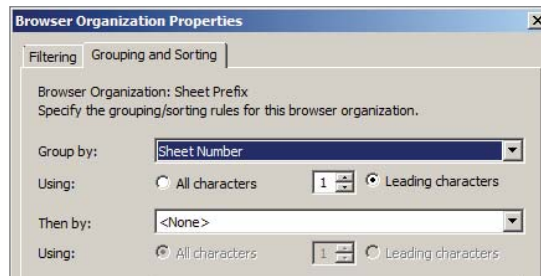 Browser Organization Properties
Filtering Grouping and Sorting
Browser Organization: Sheet Prefix
Specify the grouping/sorting rules for this browser organization.
Group by: Sheet Number
Using: All characters 1 Leading characters
Then by: <None>
Using: All characters 1 Leading characters